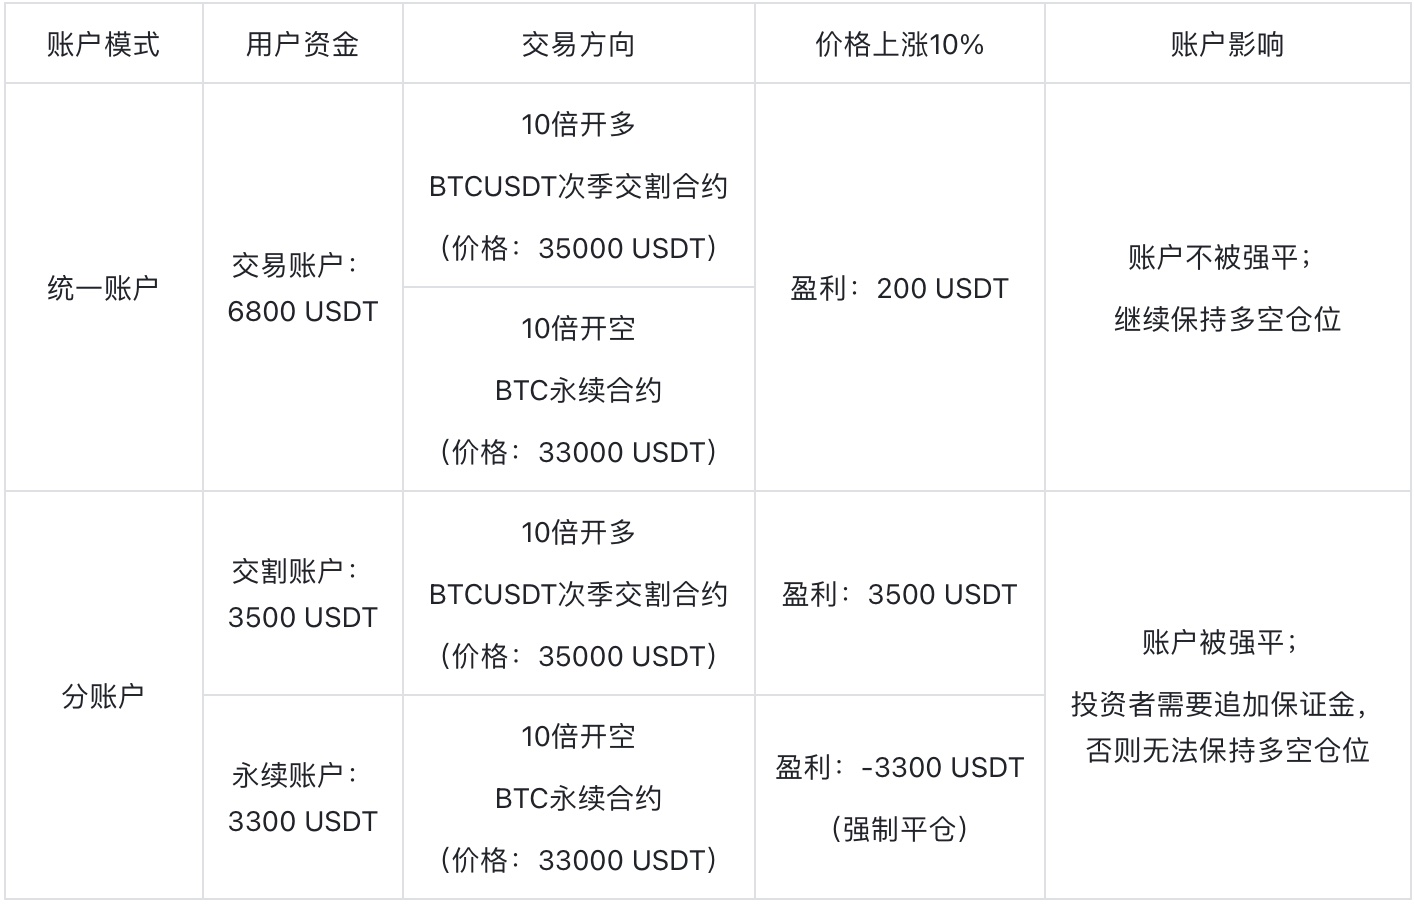 账户模式
用户资金
交易方向
价格上涨10%
账户影响
统一账户
交易账户：
6800 USDT
10倍开多
BTCUSDT次季交割合约
（价格：35000 USDT）
10倍开空
BTC永续合约
（价格：33000 USDT）
盈利：200 USDT
账户不被强平；
继续保持多空仓位
分账户
交割账户：
3500 USDT
10倍开多
BTCUSDT次季交割合约
（价格：35000 USDT）
盈利：3500 USDT
账户被强平；
投资者需要追加保证金，
否则无法保持多空仓位
永续账户：
3300 USDT
10倍开空
BTC永续合约
（价格：33000 USDT）
盈利：-3300 USDT
（强制平仓）